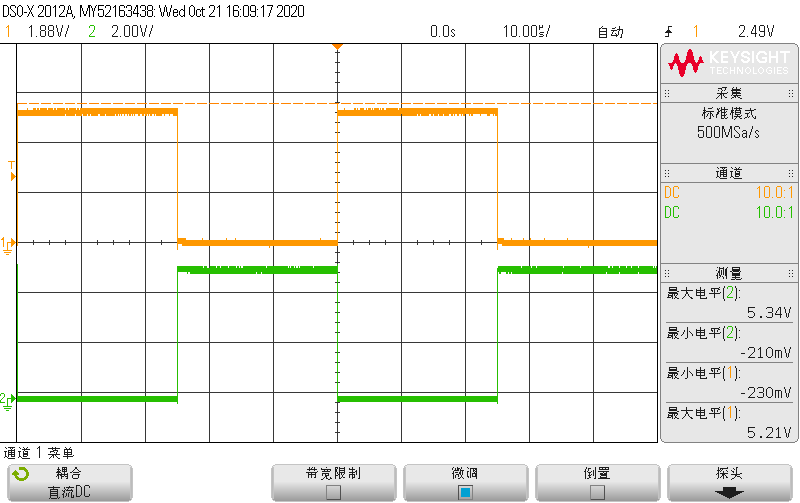 DSO-X 2012A, MY52163438: Wed Oct 21 16:09:17 2020
1 1.88V/ 2 2.00V/ 0.0s 10.00s/ 自动 1 2.49V
KEYSIGHT
TECHNOLOGIES
采集
标准模式
500MSa/s
通道
DC 10.0:1
DC 10.0:1
测量
最大电平(2):
5.34V
最小电平(2):
-210mV
最小电平(1):
-230mV
最大电平(1):
5.21V
T
1
2
通道 1 菜单
耦合
直流DC
带宽限制
微调
倒置
探头